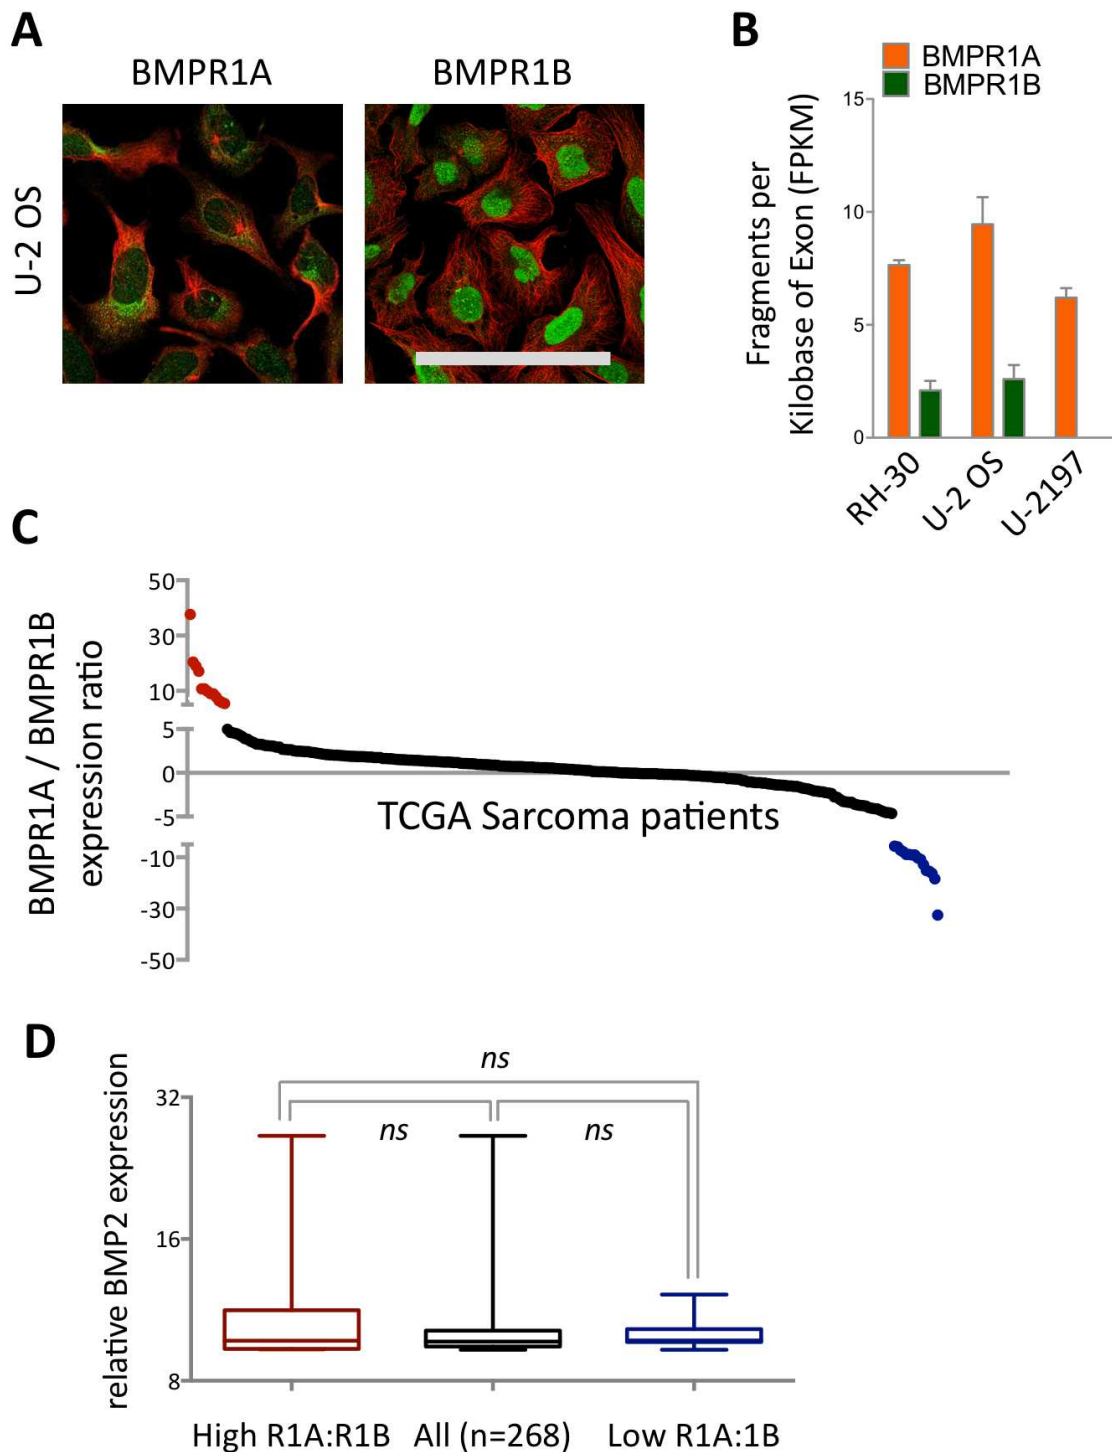 A
BMPR1A
BMPR1B
U-2 OS
B
BMPR1A
BMPR1B
Fragments per
Kilobase of Exon (FPKM)
15
10
5
0
RH-30
U-2 OS
U-2197
C
BMPR1A / BMPR1B
expression ratio
50
30
10
5
0
-5
-10
-30
-50
TCGA Sarcoma patients
D
relative BMP2 expression
32
16
8
ns
ns
ns
High R1A:R1B
All (n=268)
Low R1A:1B